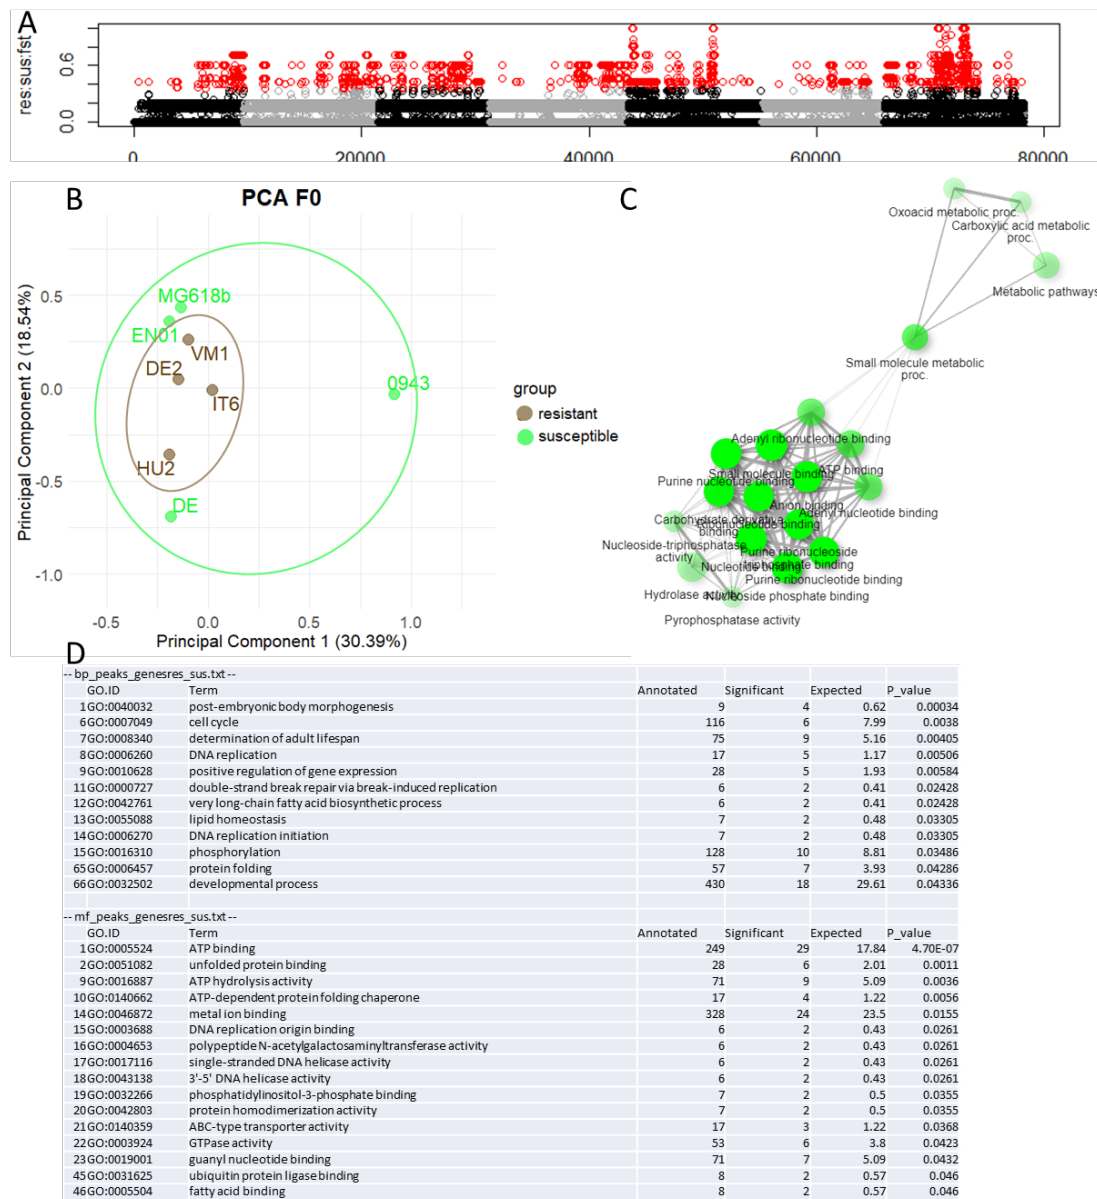 A
res:sus:fst
0.6
0.0
0 20000 40000 60000 80000
B
PCA F0
Principal Component 2 (18.54%)
0.5
0.0
-0.5
-1.0
MG618b
EN01
VM1
DE2
0943
IT6
HU2
DE
-0.5 0.0 0.5 1.0
Principal Component 1 (30.39%)
group
resistant
susceptible
C
Oxoacid metabolic proc.
Carboxylic acid metabolic
proc.
Metabolic pathways
Small molecule metabolic
proc.
Adenyl ribonucleotide binding
Small molecule binding
ATP binding
Purine nucleotide binding
Anion binding
Adenyl nucleotide binding
Carbohydrate derivative
binding
Ribonucleotide binding
Nucleoside-triphosphatase
activity
Purine ribonucleoside
triphosphate binding
Nucleotide binding
Purine ribonucleotide binding
Hydrolase activity
Nucleoside phosphate binding
Pyrophosphatase activity
D
-- bp_peaks_genesres_sus.txt --
GO.ID Term Annotated Significant Expected P_value
1 GO:0040032 post-embryonic body morphogenesis 9 4 0.62 0.00034
6 GO:0007049 cell cycle 116 6 7.99 0.0038
7 GO:0008340 determination of adult lifespan 75 9 5.16 0.00405
8 GO:0006260 DNA replication 17 5 1.17 0.00506
9 GO:0010628 positive regulation of gene expression 28 5 1.93 0.00584
11 GO:0000727 double-strand break repair via break-induced replication 6 2 0.41 0.02428
12 GO:0042761 very long-chain fatty acid biosynthetic process 6 2 0.41 0.02428
13 GO:0055088 lipid homeostasis 7 2 0.48 0.03305
14 GO:0006270 DNA replication initiation 7 2 0.48 0.03305
15 GO:0016310 phosphorylation 128 10 8.81 0.03486
65 GO:0006457 protein folding 57 7 3.93 0.04286
66 GO:0032502 developmental process 430 18 29.61 0.04336
-- mf_peaks_genesres_sus.txt --
GO.ID Term Annotated Significant Expected P_value
1 GO:0005524 ATP binding 249 29 17.84 4.70E-07
2 GO:0051082 unfolded protein binding 28 6 2.01 0.0011
9 GO:0016887 ATP hydrolysis activity 71 9 5.09 0.0036
10 GO:0140662 ATP-dependent protein folding chaperone 17 4 1.22 0.0056
14 GO:0046872 metal ion binding 328 24 23.5 0.0155
15 GO:0003688 DNA replication origin binding 6 2 0.43 0.0261
16 GO:0004653 polypeptide N-acetylgalactosaminyltransferase activity 6 2 0.43 0.0261
17 GO:0017116 single-stranded DNA helicase activity 6 2 0.43 0.0261
18 GO:0043138 3'-5' DNA helicase activity 6 2 0.43 0.0261
19 GO:0032266 phosphatidylinositol-3-phosphate binding 7 2 0.5 0.0355
20 GO:0042803 protein homodimerization activity 7 2 0.5 0.0355
21 GO:0140359 ABC-type transporter activity 17 3 1.22 0.0368
22 GO:0003924 GTPase activity 53 6 3.8 0.0423
23 GO:0019001 guanyl nucleotide binding 71 7 5.09 0.0432
45 GO:0031625 ubiquitin protein ligase binding 8 2 0.57 0.046
46 GO:0005504 fatty acid binding 8 2 0.57 0.046